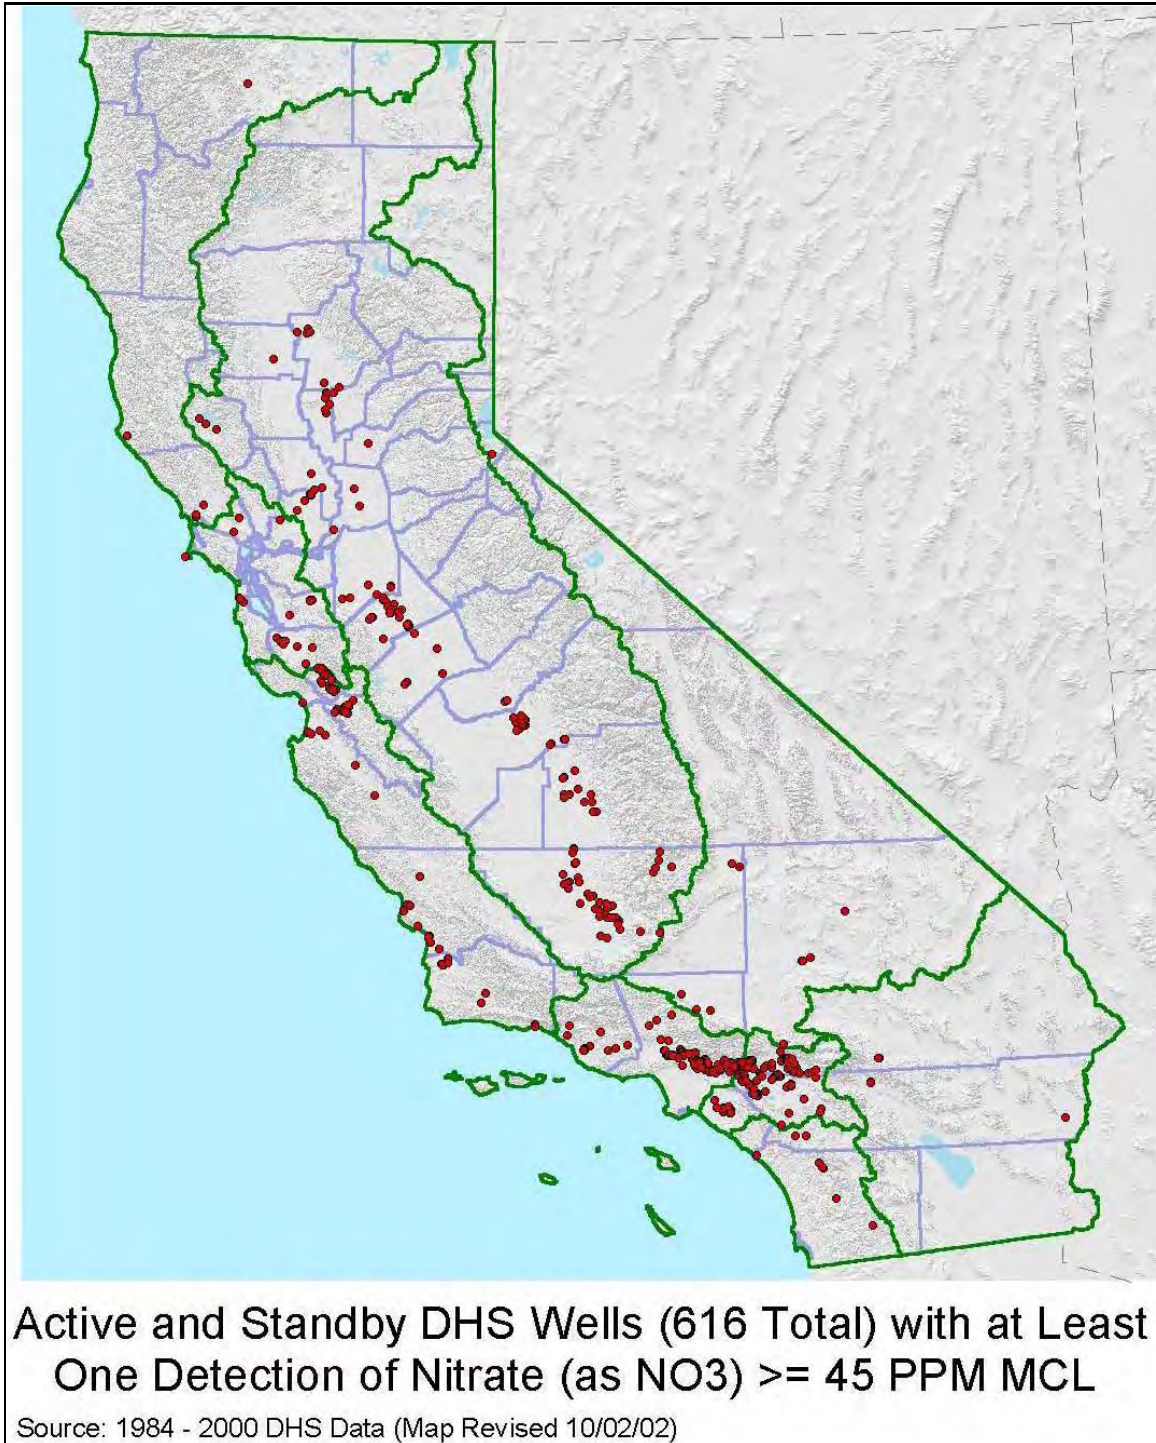 Active and Standby DHS Wells (616 Total) with at Least
One Detection of Nitrate (as NO3) >= 45 PPM MCL
Source: 1984 - 2000 DHS Data (Map Revised 10/02/02)